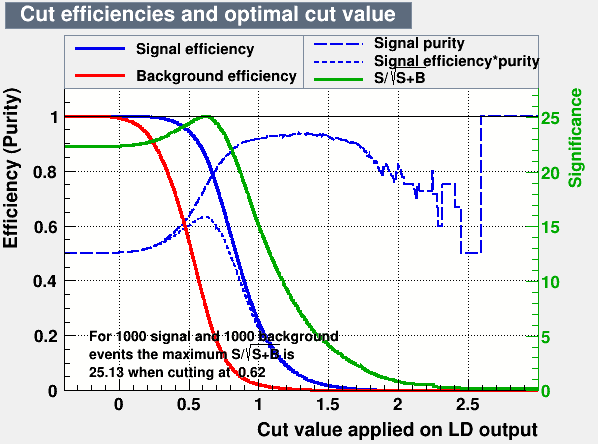 Cut efficiencies and optimal cut value
Signal efficiency
Background efficiency
Signal purity
Signal efficiency*purity
S/√S+B
Efficiency (Purity)
1
0.8
0.6
0.4
0.2
0
25
20
15
10
5
0
Significance
For 1000 signal and 1000 background
events the maximum S/√S+B is
25.13 when cutting at 0.62
0 0.5 1 1.5 2 2.5
Cut value applied on LD output